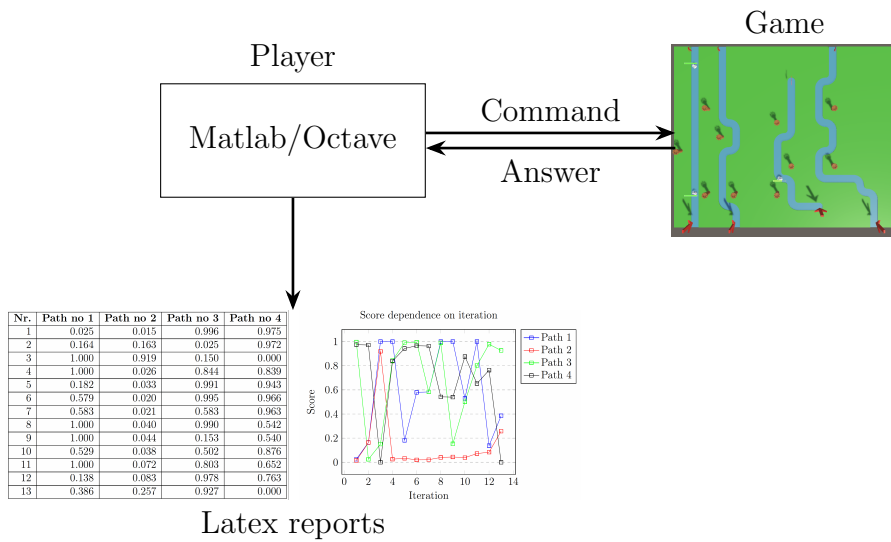 Game
Player
Matlab/Octave
Command
Answer
Nr. Path no 1 Path no 2 Path no 3 Path no 4
1 0.025 0.015 0.996 0.975
2 0.164 0.163 0.025 0.972
3 1.000 0.919 0.150 0.000
4 1.000 0.026 0.844 0.839
5 0.182 0.033 0.991 0.943
6 0.579 0.020 0.995 0.966
7 0.583 0.021 0.583 0.963
8 1.000 0.040 0.990 0.542
9 1.000 0.044 0.153 0.540
10 0.529 0.038 0.502 0.876
11 1.000 0.072 0.803 0.652
12 0.138 0.083 0.978 0.763
13 0.386 0.257 0.927 0.000
Score dependence on iteration
Score
1
0.8
0.6
0.4
0.2
0
0 2 4 6 8 10 12 14
Iteration
Path 1
Path 2
Path 3
Path 4
Latex reports